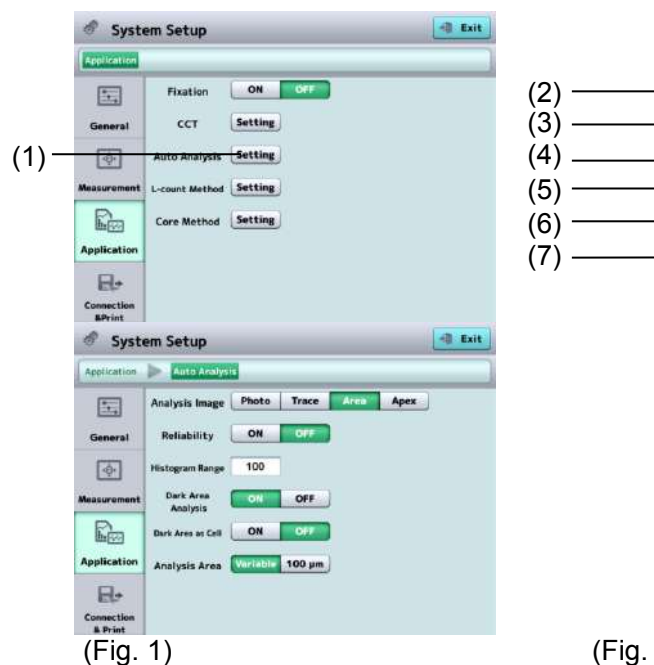 System Setup
Exit
Application
Fixation ON OFF
General
CCT Setting
(1)
Auto Analysis Setting
Measurement
L-count Method Setting
Core Method Setting
Application
Connection
&Print
(2)
(3)
(4)
(5)
(6)
(7)
System Setup
Exit
Application Auto Analysis
Analysis Image Photo Trace Area Apex
General
Reliability ON OFF
Histogram Range 100
Measurement
Dark Area
Analysis ON OFF
Dark Area as Cell ON OFF
Application
Analysis Area Variable 100 μm
Connection
& Print
(Fig. 1)
(Fig.